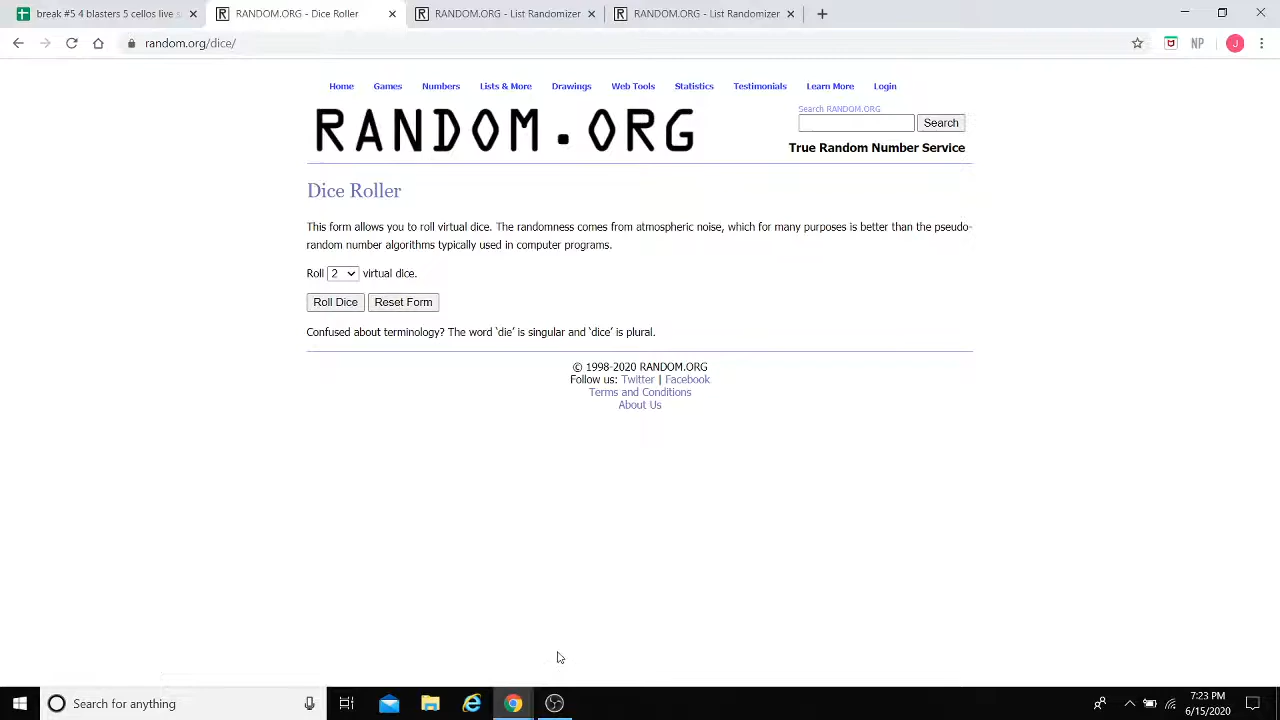 break #5 4 blasters 5 cellos live s
RANDOM.ORG - Dice Roller
RANDOM.ORG - List Randomizer
RANDOM.ORG - List Randomizer
random.org/dice/
NP
J
Home Games Numbers Lists & More Drawings Web Tools Statistics Testimonials Learn More Login
RANDOM.ORG
Search RANDOM.ORG
Search
True Random Number Service
Dice Roller
This form allows you to roll virtual dice. The randomness comes from atmospheric noise, which for many purposes is better than the pseudo-
random number algorithms typically used in computer programs.
Roll 2 virtual dice.
Roll Dice Reset Form
Confused about terminology? The word ‘die’ is singular and ‘dice’ is plural.
© 1998-2020 RANDOM.ORG
Follow us: Twitter | Facebook
Terms and Conditions
About Us
Search for anything
7:23 PM
6/15/2020